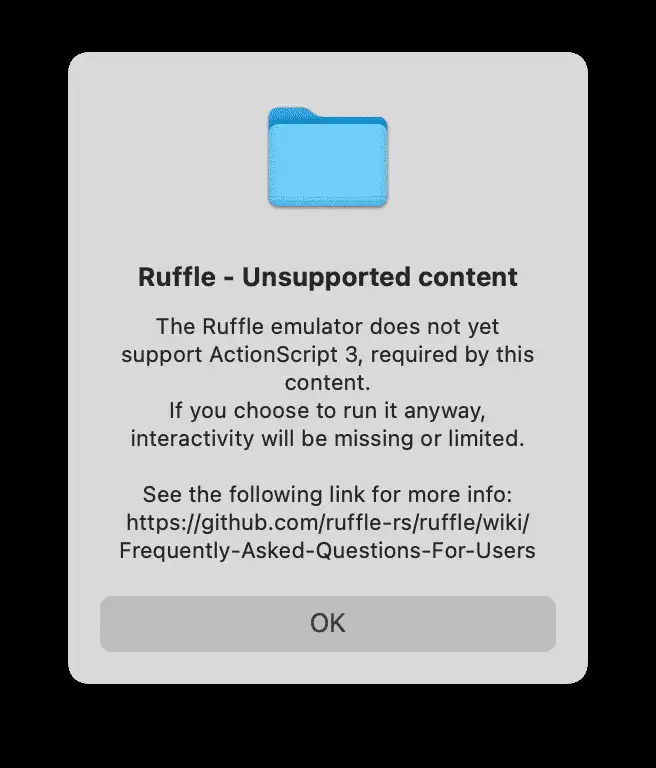 Ruffle - Unsupported content
The Ruffle emulator does not yet
support ActionScript 3, required by this
content.
If you choose to run it anyway,
interactivity will be missing or limited.
See the following link for more info:
https://github.com/ruffle-rs/ruffle/wiki/
Frequently-Asked-Questions-For-Users
OK